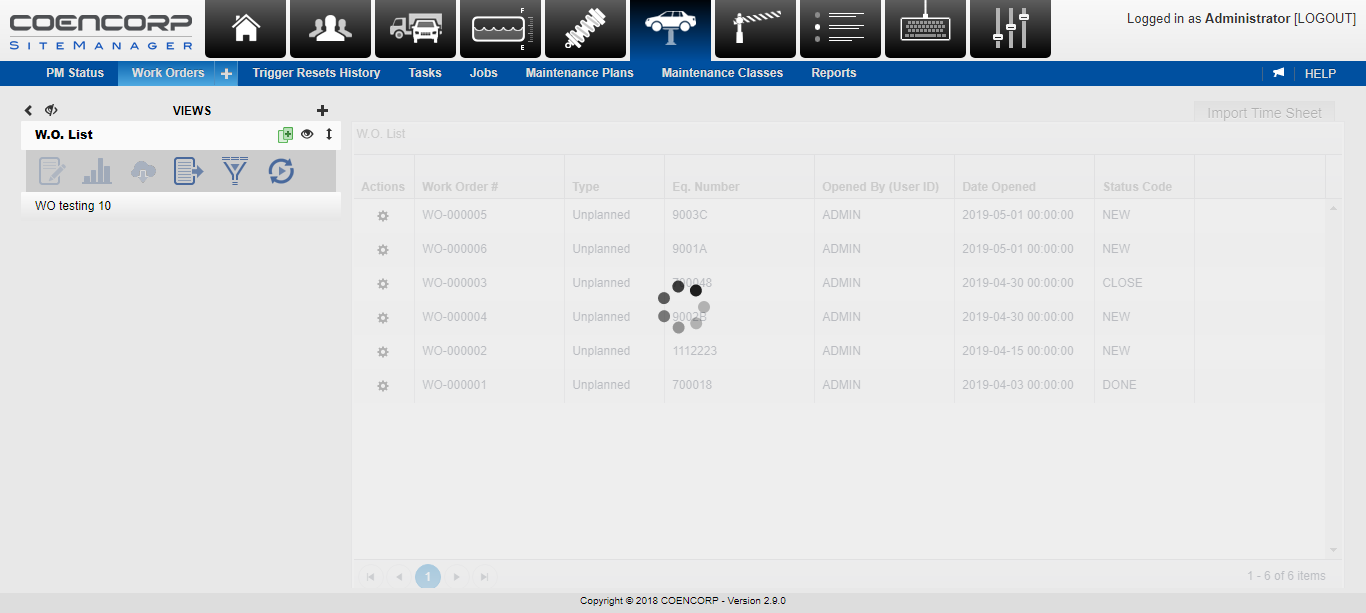 COENCORP
SITEMANAGER
F
E
Logged in as Administrator [LOGOUT]
PM Status Work Orders + Trigger Resets History Tasks Jobs Maintenance Plans Maintenance Classes Reports HELP
VIEWS +
Import Time Sheet
W.O. List
W.O. List
Actions Work Order # Type Eq. Number Opened By (User ID) Date Opened Status Code
WO testing 10
WO-000005 Unplanned 9003C ADMIN 2019-05-01 00:00:00 NEW
WO-000006 Unplanned 9001A ADMIN 2019-05-01 00:00:00 NEW
WO-000003 Unplanned 700048 ADMIN 2019-04-30 00:00:00 CLOSE
WO-000004 Unplanned 9002B ADMIN 2019-04-30 00:00:00 NEW
WO-000002 Unplanned 1112223 ADMIN 2019-04-15 00:00:00 NEW
WO-000001 Unplanned 700018 ADMIN 2019-04-03 00:00:00 DONE
1 1 - 6 of 6 items
Copyright © 2018 COENCORP - Version 2.9.0